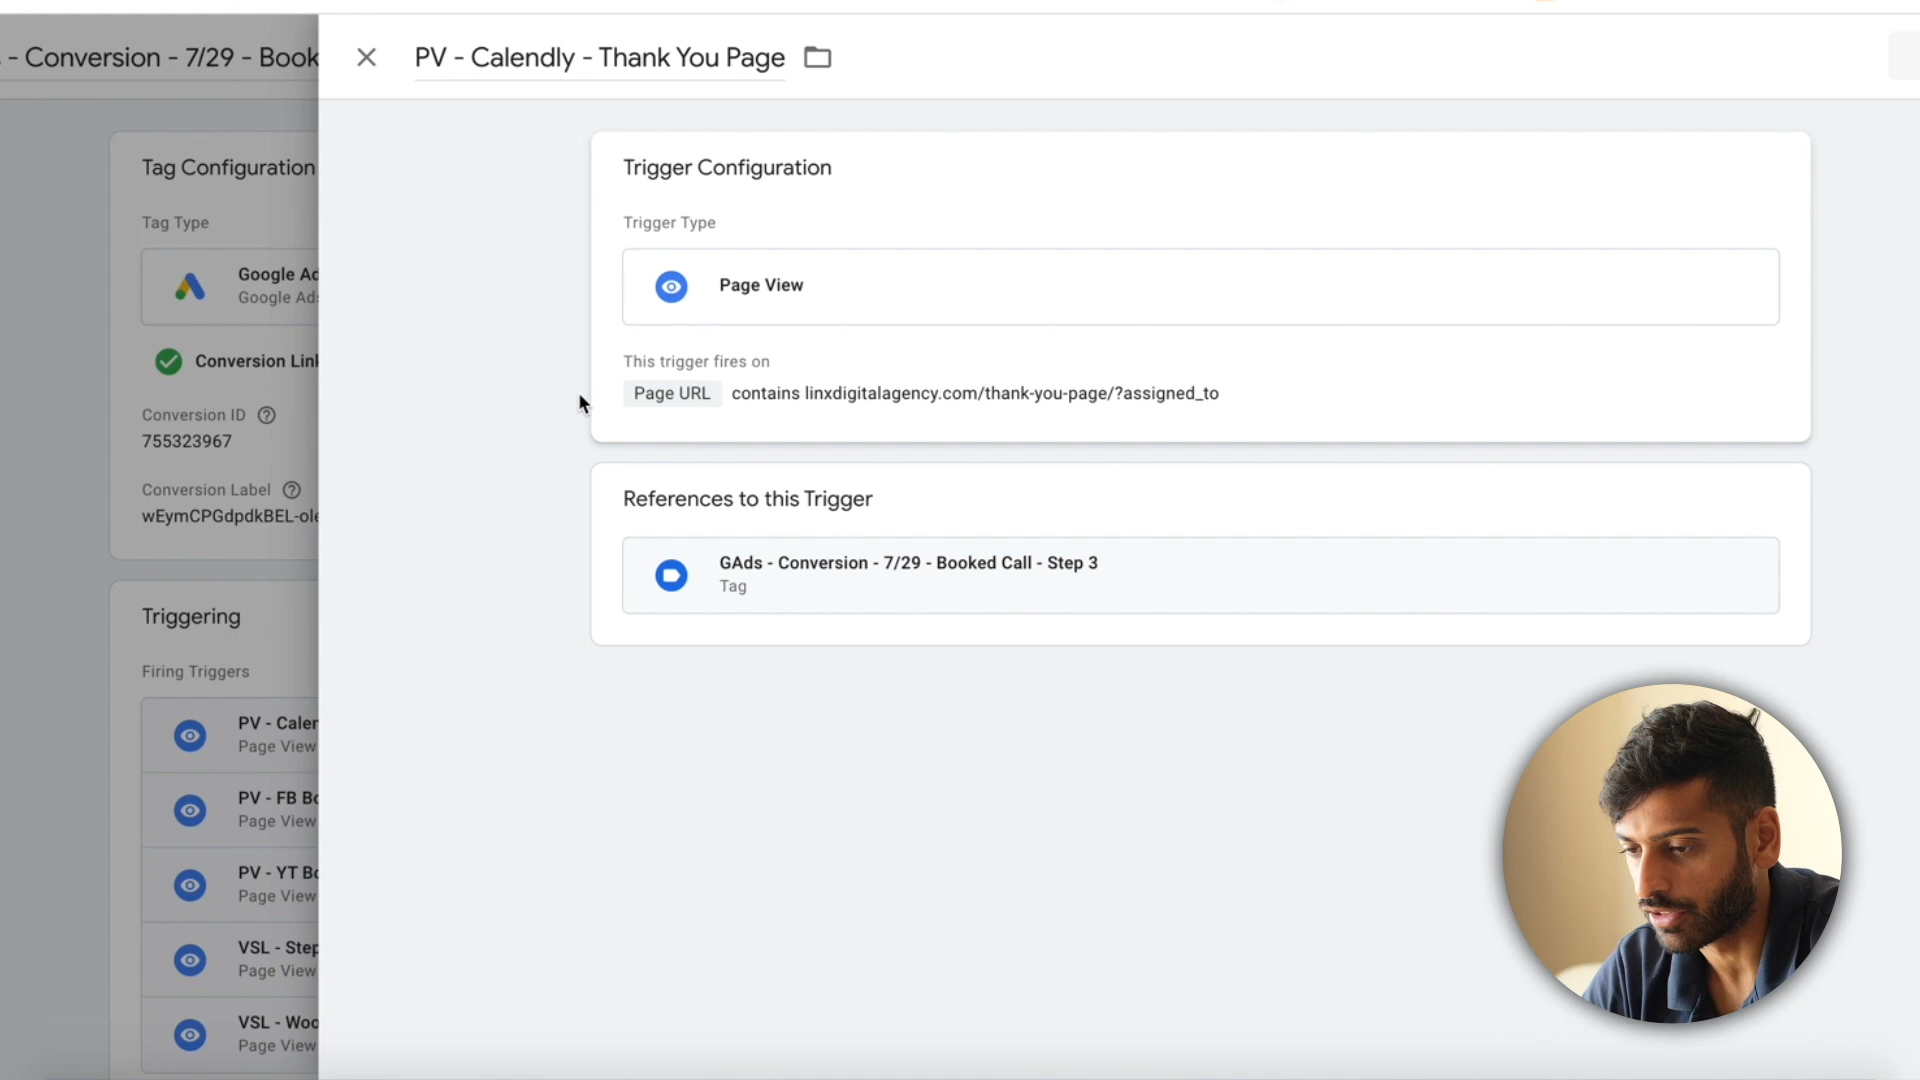 - Conversion - 7/29 - Book
PV - Calendly - Thank You Page
Tag Configuration
Tag Type
Google Ad
Google Ad
Conversion Link
Conversion ID
755323967
Conversion Label
wEymCPGdpdkBEL-ole
Triggering
Firing Triggers
PV - Calen
Page View
PV - FB Bo
Page View
PV - YT Bo
Page View
VSL - Step
Page View
VSL - Woo
Page View
Trigger Configuration
Trigger Type
Page View
This trigger fires on
Page URL contains linxdigitalagency.com/thank-you-page/?assigned_to
References to this Trigger
GAds - Conversion - 7/29 - Booked Call - Step 3
Tag